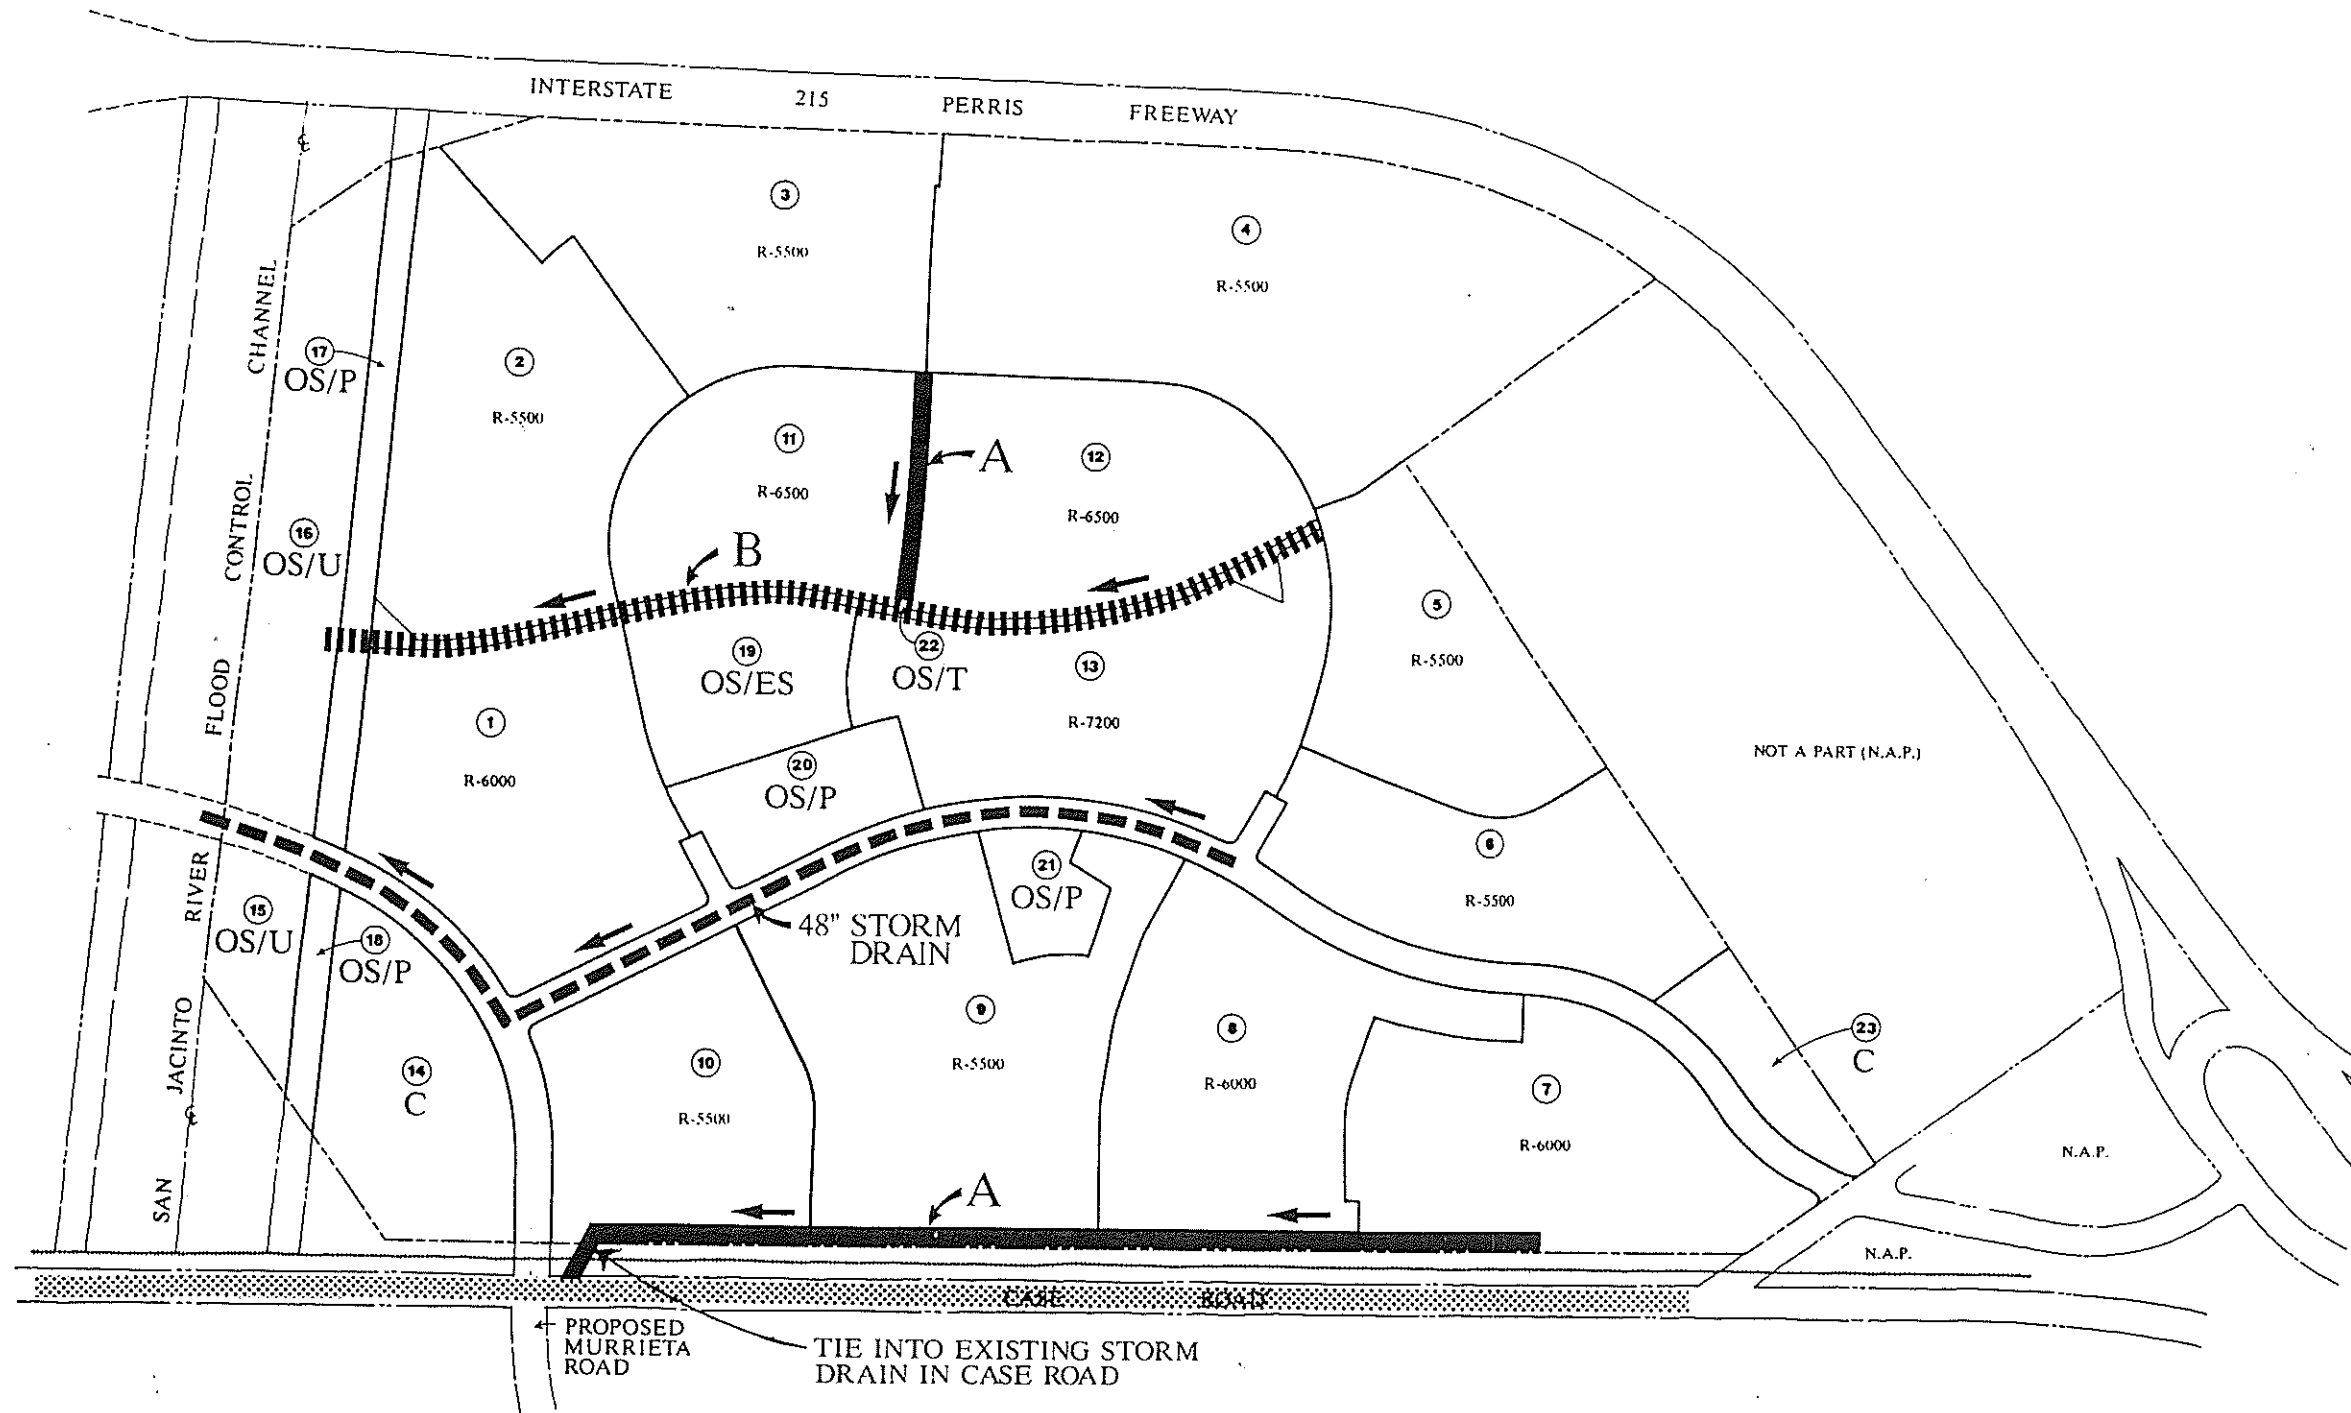 INTERSTATE 215 PERRIS FREEWAY
℄
3
R-5500
4
R-5500
CHANNEL
17
OS/P
2
R-5500
11
R-6500
A
12
R-6500
CONTROL
16
OS/U
B
5
R-5500
FLOOD
19
OS/ES
22
OS/T
13
R-7200
1
R-6000
NOT A PART (N.A.P.)
20
OS/P
6
R-5500
RIVER
21
OS/P
15
OS/U
18
OS/P
48" STORM
DRAIN
JACINTO
℄
9
R-5500
8
R-6000
23
C
14
C
10
R-5500
7
R-6000
N.A.P.
SAN
A
N.A.P.
CASE ROAD
PROPOSED
MURRIETA
ROAD
TIE INTO EXISTING STORM
DRAIN IN CASE ROAD